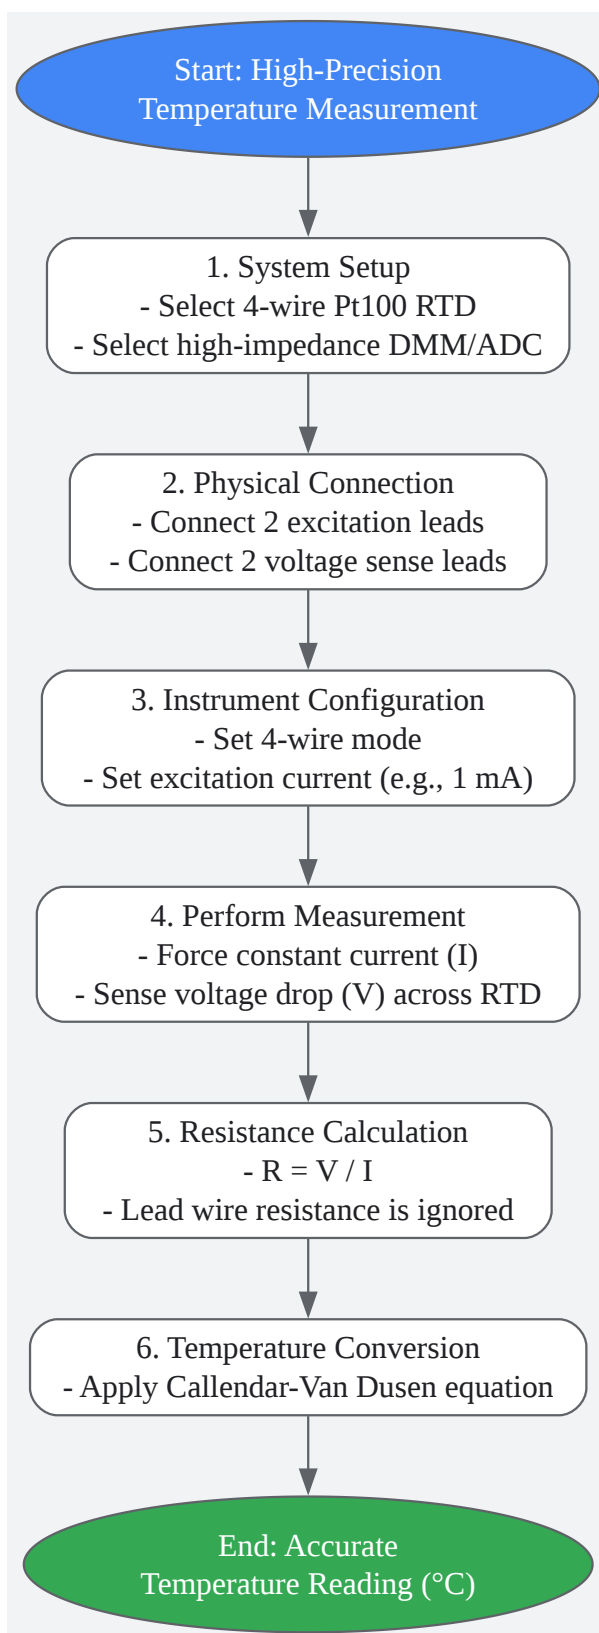 Start: High-Precision
Temperature Measurement
1. System Setup
- Select 4-wire Pt100 RTD
- Select high-impedance DMM/ADC
2. Physical Connection
- Connect 2 excitation leads
- Connect 2 voltage sense leads
3. Instrument Configuration
- Set 4-wire mode
- Set excitation current (e.g., 1 mA)
4. Perform Measurement
- Force constant current (I)
- Sense voltage drop (V) across RTD
5. Resistance Calculation
- R = V / I
- Lead wire resistance is ignored
6. Temperature Conversion
- Apply Callendar-Van Dusen equation
End: Accurate
Temperature Reading (°C)